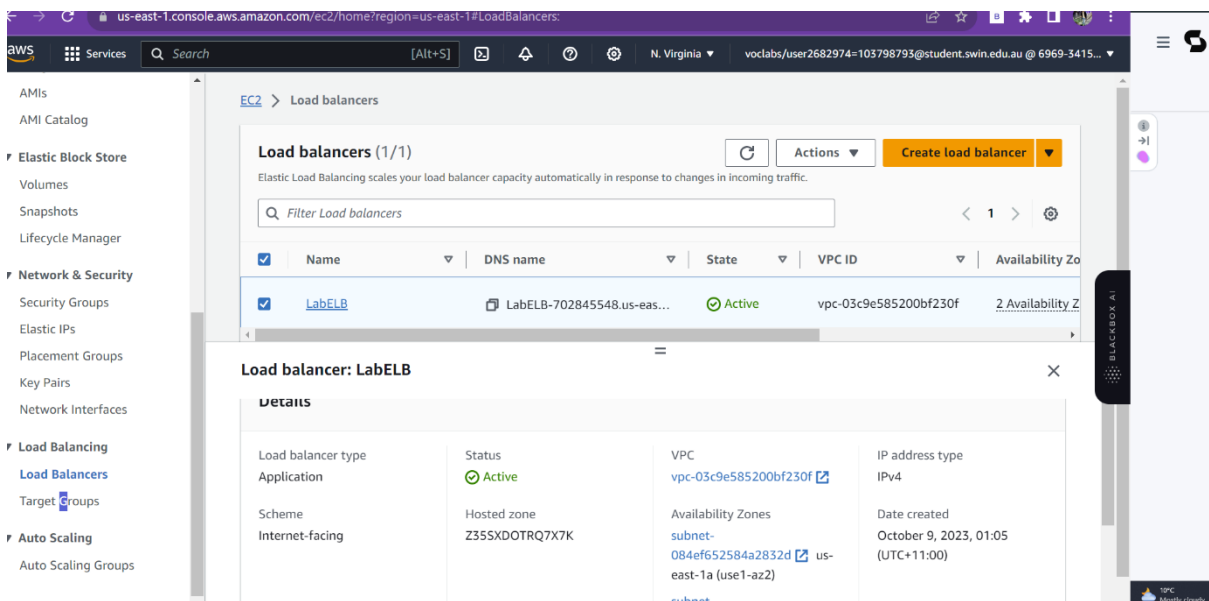 us-east-1.console.aws.amazon.com/ec2/home?region=us-east-1#LoadBalancers:
aws Services Search [Alt+S] N. Virginia ▼ voclabs/user2682974=103798793@student.swin.edu.au @ 6969-3415... ▼
AMIs
AMI Catalog
Elastic Block Store
Volumes
Snapshots
Lifecycle Manager
Network & Security
Security Groups
Elastic IPs
Placement Groups
Key Pairs
Network Interfaces
Load Balancing
Load Balancers
Target Groups
Auto Scaling
Auto Scaling Groups
EC2 > Load balancers
Load balancers (1/1)
Actions ▼
Create load balancer ▼
Elastic Load Balancing scales your load balancer capacity automatically in response to changes in incoming traffic.
Filter Load balancers
< 1 >
Name DNS name State VPC ID Availability Zo
LabELB LabELB-702845548.us-eas... Active vpc-03c9e585200bf230f 2 Availability Z
Load balancer: LabELB
Details
Load balancer type
Application
Status
Active
VPC
vpc-03c9e585200bf230f
IP address type
IPv4
Scheme
Internet-facing
Hosted zone
Z35SXDOTRQ7X7K
Availability Zones
subnet-
084ef652584a2832d us-
east-1a (use1-az2)
subnet-
Date created
October 9, 2023, 01:05
(UTC+11:00)
BLACKBOX AI
10°C
Mostly cloudy